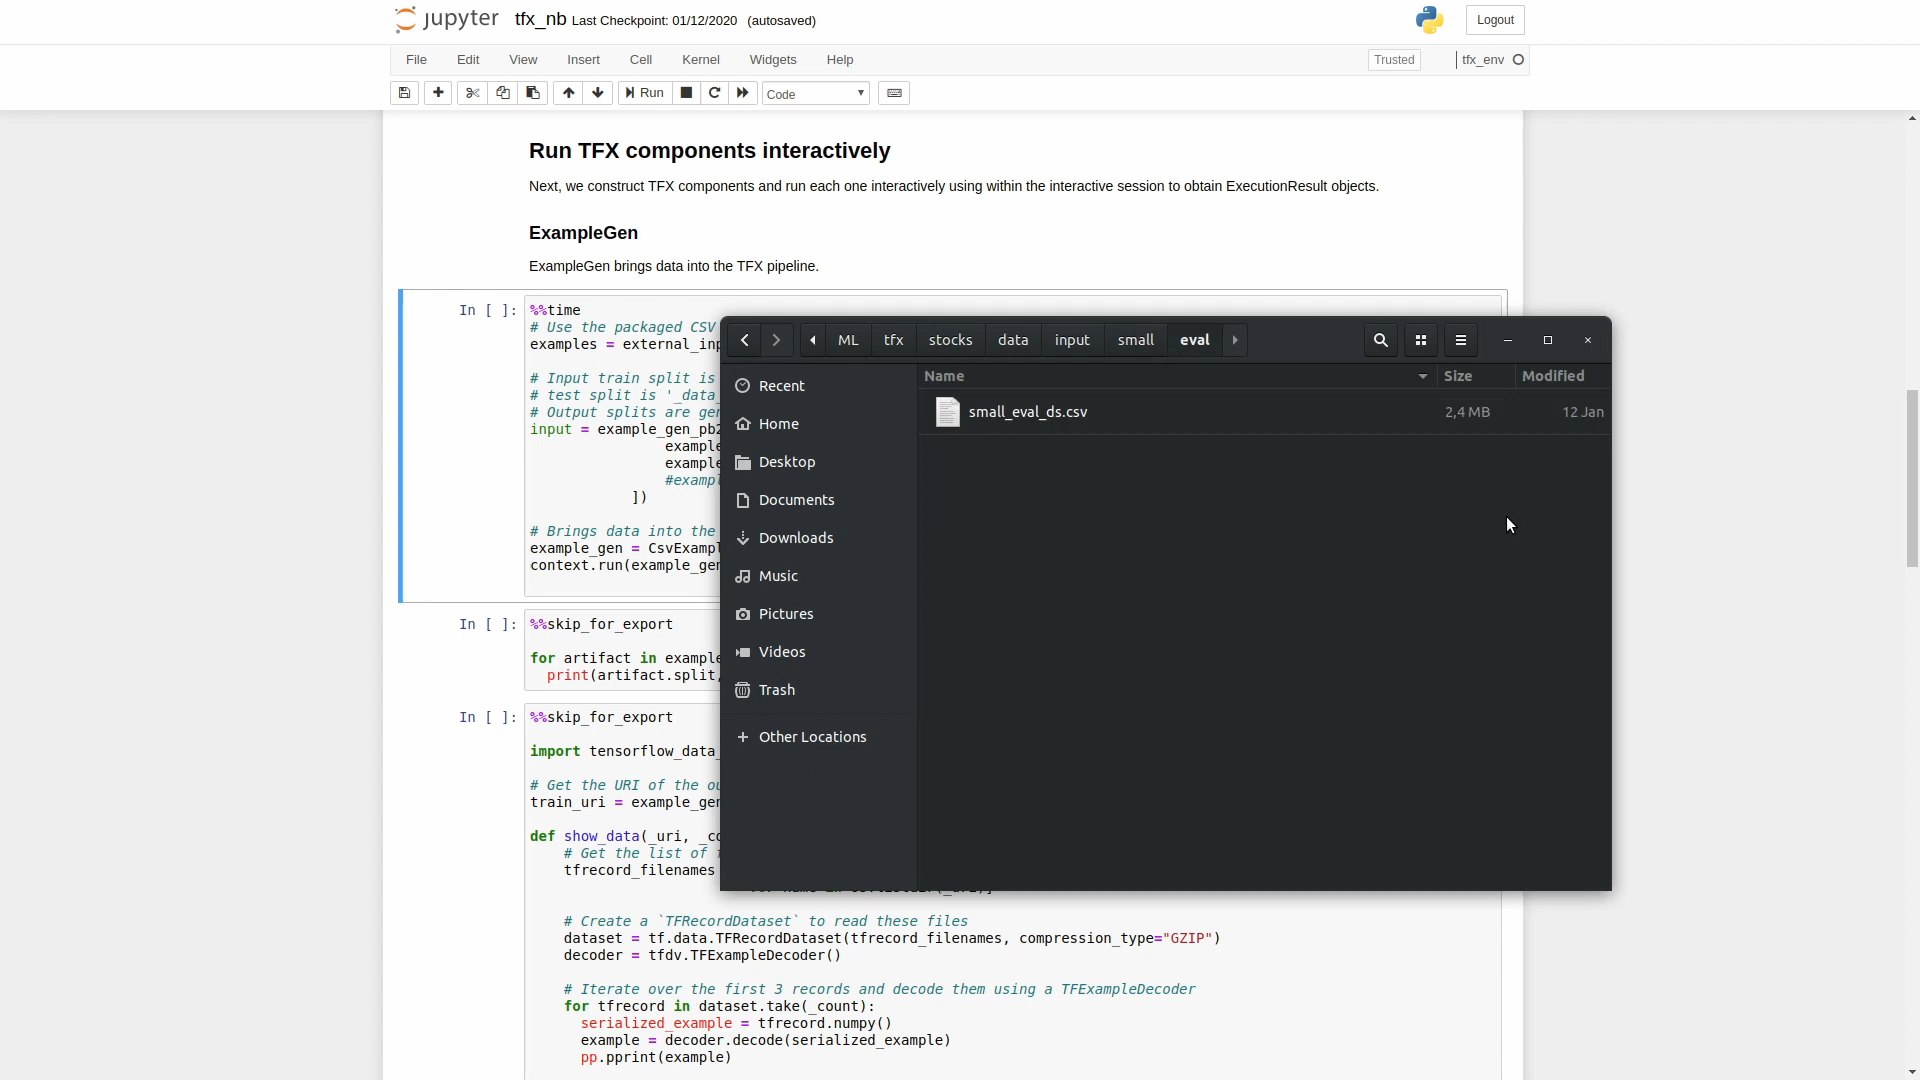 jupyter tfx_nb Last Checkpoint: 01/12/2020 (autosaved)
Logout
File Edit View Insert Cell Kernel Widgets Help
Trusted
tfx_env
Run
Code
Run TFX components interactively
Next, we construct TFX components and run each one interactively using within the interactive session to obtain ExecutionResult objects.
ExampleGen
ExampleGen brings data into the TFX pipeline.
In [ ]: %%time
# Use the packaged CSV
examples = external_inp
# Input train split is
# test split is '_data_
# Output splits are gen
input = example_gen_pb2
example
example
#exampl
])
# Brings data into the
example_gen = CsvExampl
context.run(example_gen
In [ ]: %%skip_for_export
for artifact in example
print(artifact.split,
In [ ]: %%skip_for_export
import tensorflow_data_
# Get the URI of the ou
train_uri = example_gen
def show_data(_uri, _co
# Get the list of f
tfrecord_filenames
# Create a `TFRecordDataset` to read these files
dataset = tf.data.TFRecordDataset(tfrecord_filenames, compression_type="GZIP")
decoder = tfdv.TFExampleDecoder()
# Iterate over the first 3 records and decode them using a TFExampleDecoder
for tfrecord in dataset.take(_count):
serialized_example = tfrecord.numpy()
example = decoder.decode(serialized_example)
pp.pprint(example)
ML tfx stocks data input small eval
Name Size Modified
small_eval_ds.csv 2,4 MB 12 Jan
Recent
Home
Desktop
Documents
Downloads
Music
Pictures
Videos
Trash
+ Other Locations